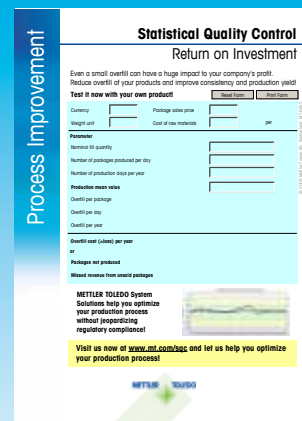 Process Improvement
Statistical Quality Control
Return on Investment
Even a small overfill can have a huge impact to your company's profit.
Reduce overfill of your products and improve consistency and production yield!
Test it now with your own product!
Reset Form
Print Form
Currency
Package sales price
Weight unit
Cost of raw materials
per
Parameter
Nominal fill quantity
Number of packages produced per day
Number of production days per year
Production mean value
Overfill per package
Overfill per day
Overfill per year
Overfill cost (=loss) per year
or
Packages not produced
Missed revenue from unsold packages
METTLER TOLEDO System
Solutions help you optimize
your production process
without jeopardizing
regulatory compliance!
Visit us now at www.mt.com/sqc and let us help you optimize
your production process!
METTLER TOLEDO